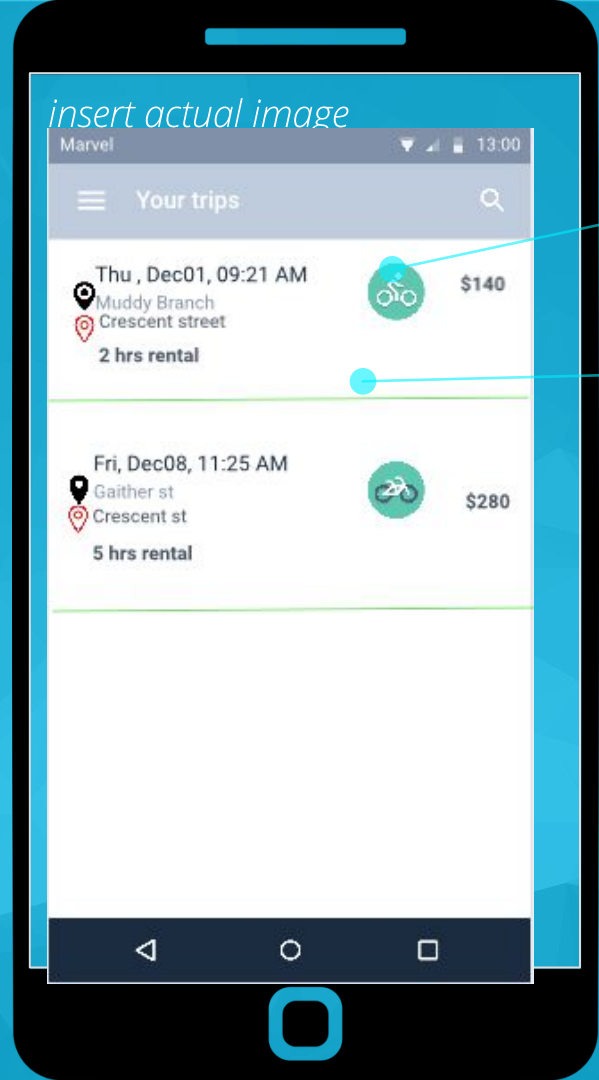 insert actual image
Marvel 13:00
Your trips
Thu , Dec01, 09:21 AM
$140
Muddy Branch
Crescent street
2 hrs rental
Fri, Dec08, 11:25 AM
Gaither st
$280
Crescent st
5 hrs rental